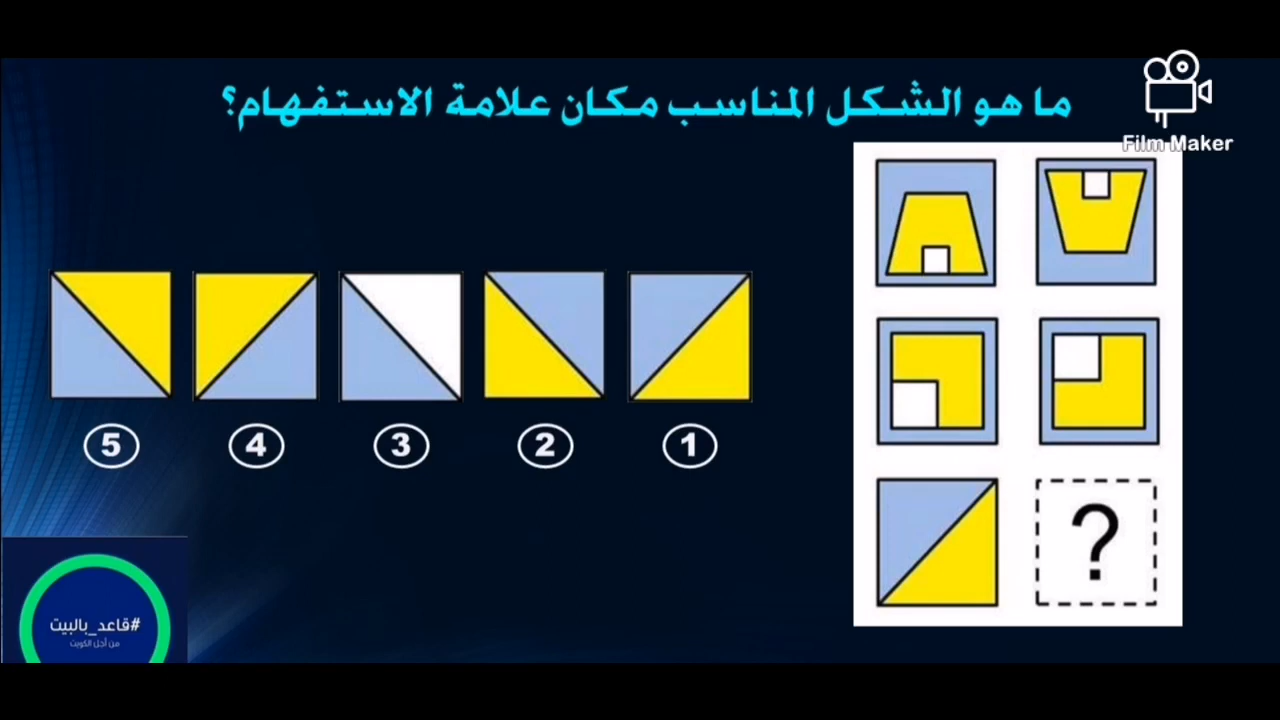 ما هو الشكل المناسب مكان علامة الاستفهام؟
Film Maker
5 4 3 2 1
?
#قاعد_بالبيت
من أجل الكويت